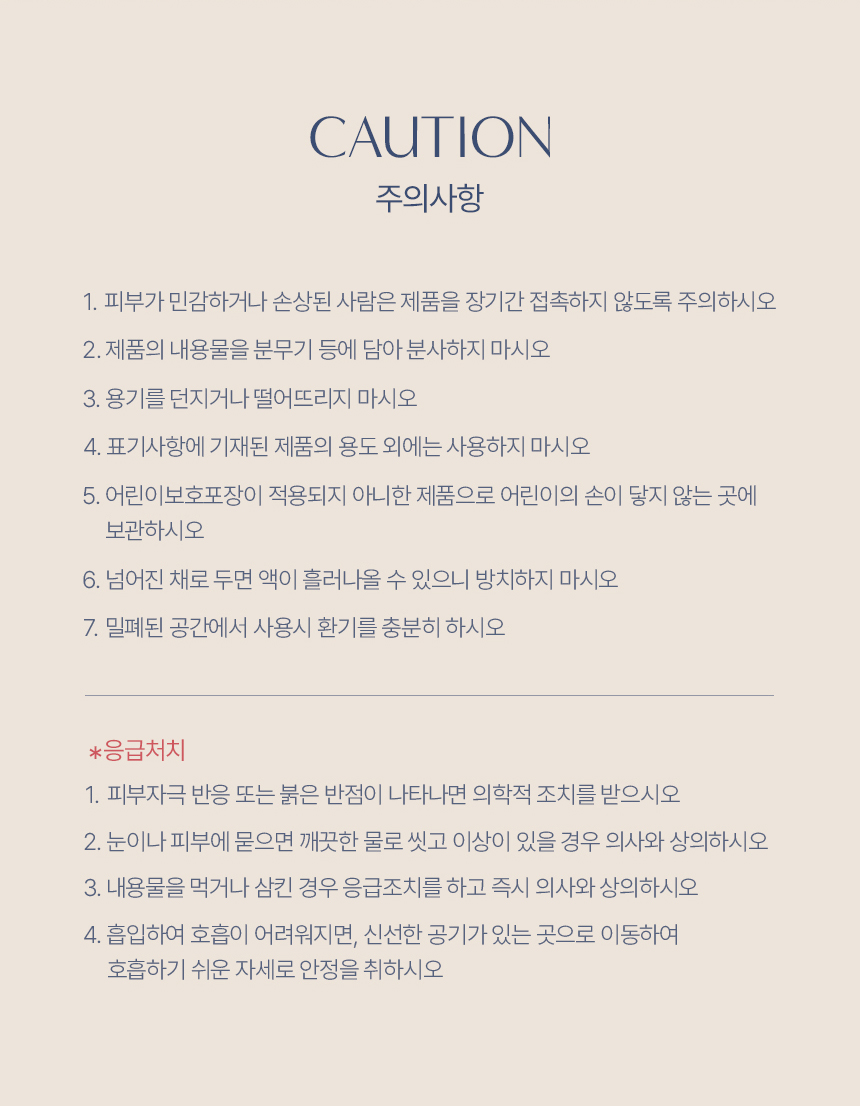 CAUTION
주의사항
1. 피부가 민감하거나 손상된 사람은 제품을 장기간 접촉하지 않도록 주의하시오
2. 제품의 내용물을 분무기 등에 담아 분사하지 마시오
3. 용기를 던지거나 떨어뜨리지 마시오
4. 표기사항에 기재된 제품의 용도 외에는 사용하지 마시오
5. 어린이보호포장이 적용되지 아니한 제품으로 어린이의 손이 닿지 않는 곳에
보관하시오
6. 넘어진 채로 두면 액이 흘러나올 수 있으니 방치하지 마시오
7. 밀폐된 공간에서 사용시 환기를 충분히 하시오
*응급처치
1. 피부자극 반응 또는 붉은 반점이 나타나면 의학적 조치를 받으시오
2. 눈이나 피부에 묻으면 깨끗한 물로 씻고 이상이 있을 경우 의사와 상의하시오
3. 내용물을 먹거나 삼킨 경우 응급조치를 하고 즉시 의사와 상의하시오
4. 흡입하여 호흡이 어려워지면, 신선한 공기가 있는 곳으로 이동하여
호흡하기 쉬운 자세로 안정을 취하시오